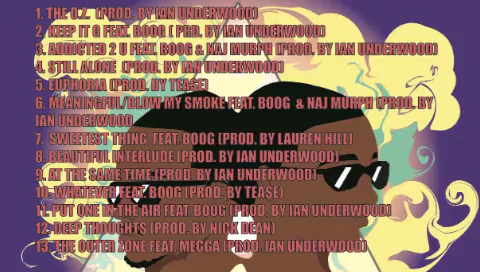 1. THE O.Z. (PROD. BY IAN UNDERWOOD)
2. KEEP IT G FEAT. BOOG ( PRD. BY IAN UNDERWOOD)
3. ADDICTED 2 U FEAT. BOOG & NAJ MURPH (PROD. BY IAN UNDERWOOD)
4. STILL ALONE (PROD. BY IAN UNDERWOOD)
5. EUPHORIA (PROD. BY TEA$E)
6. MEANINGFUL/BLOW MY SMOKE FEAT. BOOG & NAJ MURPH (PROD. BY
IAN UNDERWOOD
7. SWEETEST THING FEAT. BOOG (PROD. BY LAUREN HILL)
8. BEAUTIFUL INTERLUDE (PROD. BY IAN UNDERWOOD)
9. AT THE SAME TIME (PROD. BY IAN UNDERWOOD)
10. WHATEVER FEAT. BOOG (PROD. BY TEA$E)
11. PUT ONE IN THE AIR FEAT. BOOG (PROD. BY IAN UNDERWOOD)
12. DEEP THOUGHTS (PROD. BY NICK DEAN)
13. THE OUTER ZONE FEAT. MEGGA (PROD. IAN UNDERWOOD)